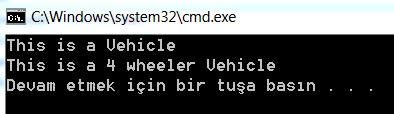 C:\Windows\system32\cmd.exe
This is a Vehicle
This is a 4 wheeler Vehicle
Devam etmek için bir tuşa basın . . .